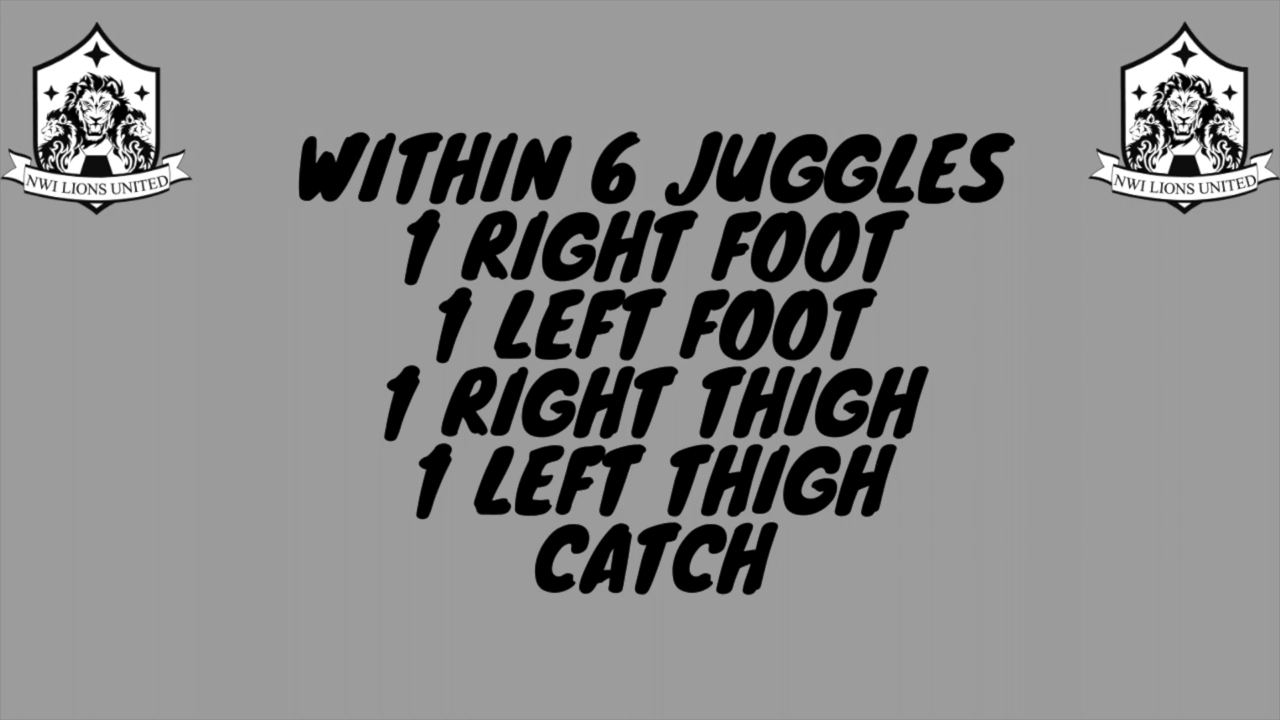 NWI LIONS UNITED
NWI LIONS UNITED
WITHIN 6 JUGGLES
1 RIGHT FOOT
1 LEFT FOOT
1 RIGHT THIGH
1 LEFT THIGH
CATCH